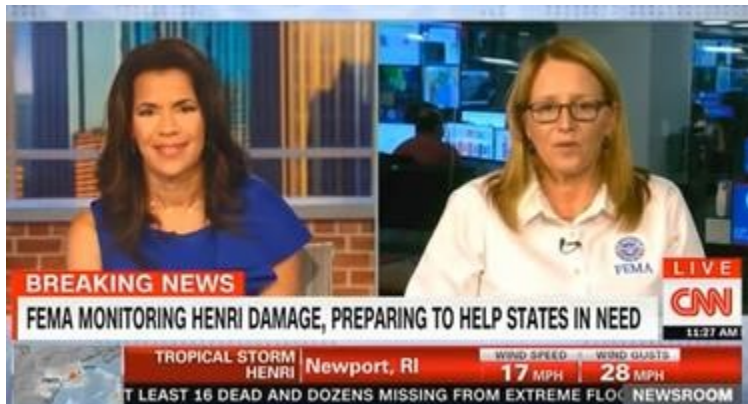 FEMA
BREAKING NEWS
LIVE
FEMA MONITORING HENRI DAMAGE, PREPARING TO HELP STATES IN NEED
CNN
11:27 AM
TROPICAL STORM
HENRI
Newport, RI
WIND SPEED
17 MPH
WIND GUSTS
28 MPH
T LEAST 16 DEAD AND DOZENS MISSING FROM EXTREME FLO
NEWSROOM